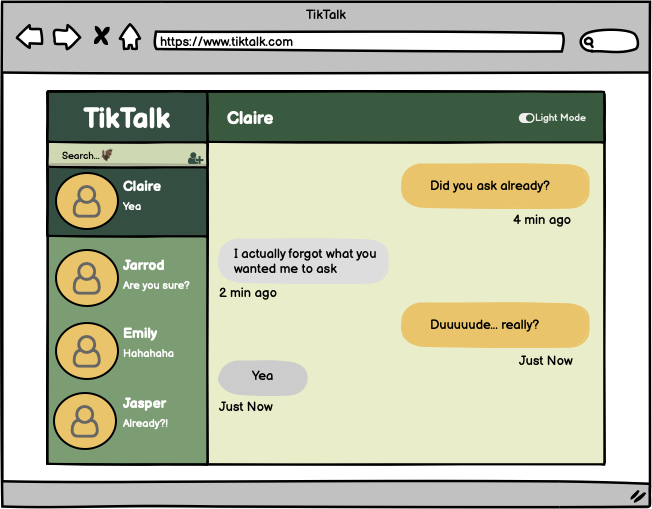 TikTalk
https://www.tiktalk.com
TikTalk
Claire
Light Mode
Search...
Claire
Yea
Jarrod
Are you sure?
Emily
Hahahaha
Jasper
Already?!
Did you ask already?
4 min ago
I actually forgot what you
wanted me to ask
2 min ago
Duuuuude... really?
Just Now
Yea
Just Now